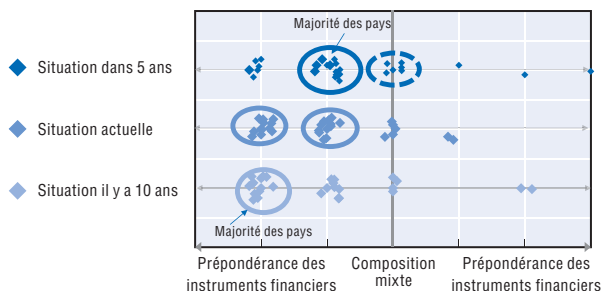 Majorité des pays
Situation dans 5 ans
Situation actuelle
Situation il y a 10 ans
Majorité des pays
Prépondérance des
instruments financiers
Composition
mixte
Prépondérance des
instruments financiers